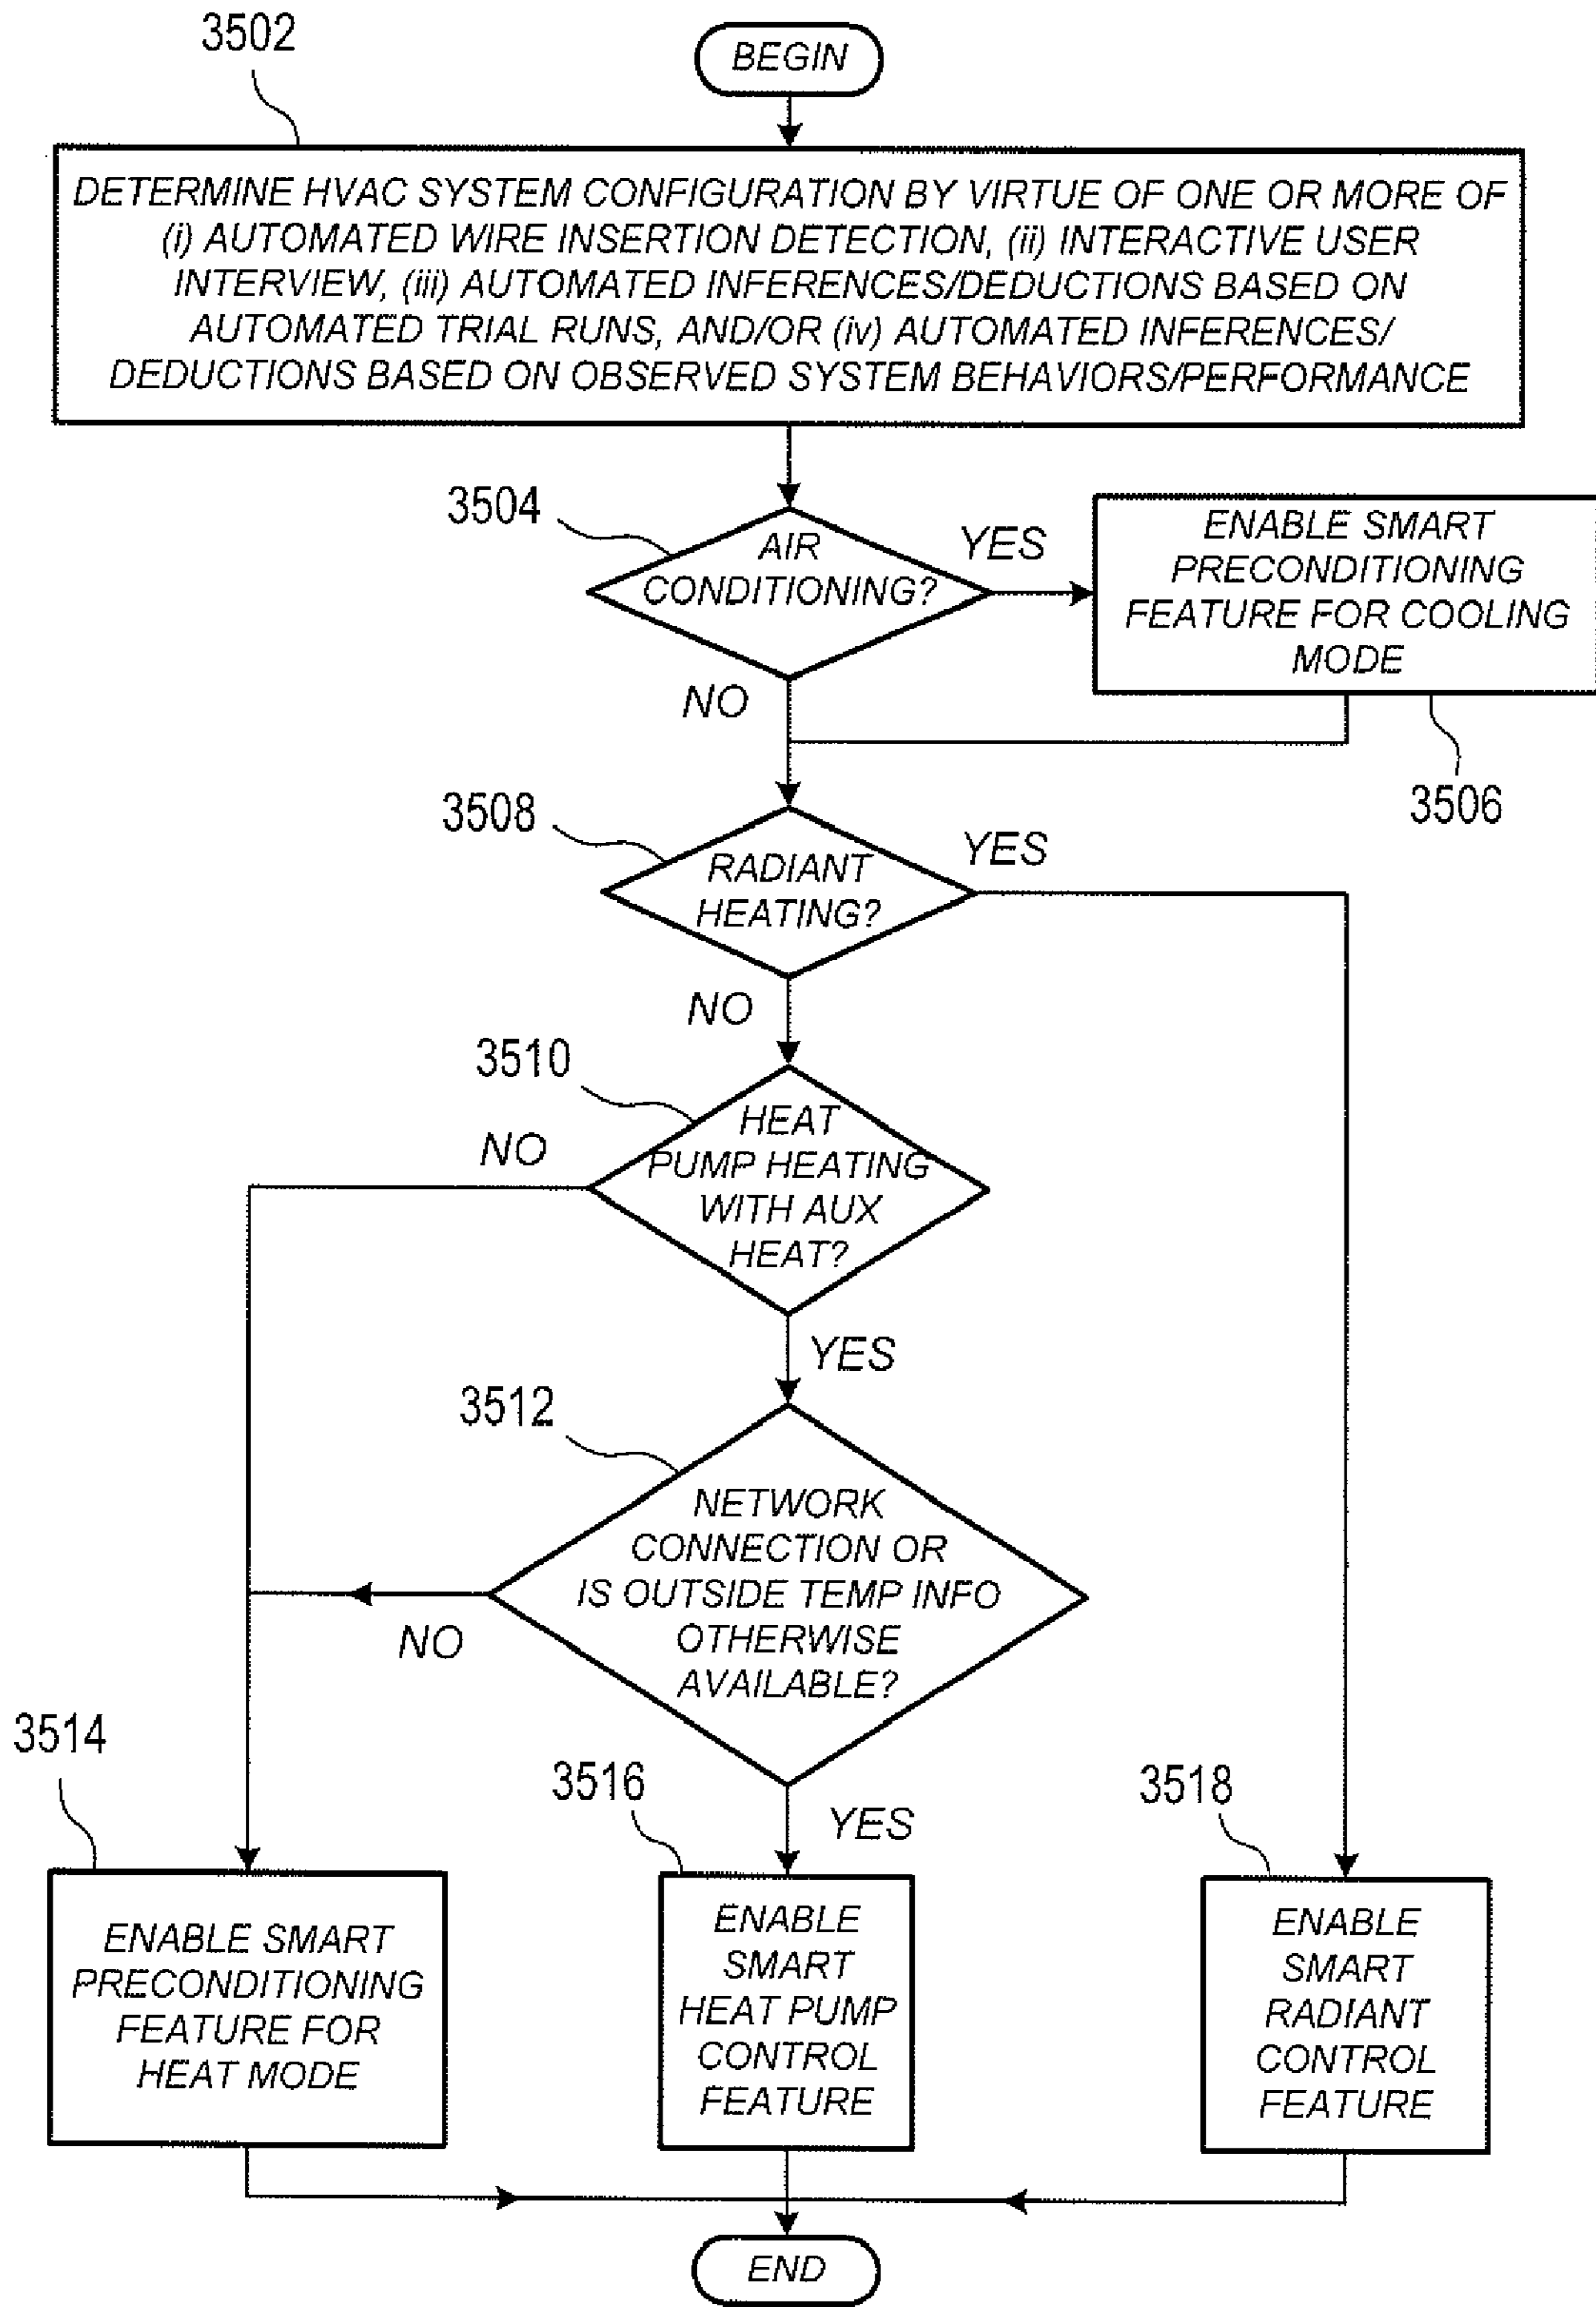 3502
BEGIN
DETERMINE HVAC SYSTEM CONFIGURATION BY VIRTUE OF ONE OR MORE OF
(i) AUTOMATED WIRE INSERTION DETECTION, (ii) INTERACTIVE USER
INTERVIEW, (iii) AUTOMATED INFERENCES/DEDUCTIONS BASED ON
AUTOMATED TRIAL RUNS, AND/OR (iv) AUTOMATED INFERENCES/
DEDUCTIONS BASED ON OBSERVED SYSTEM BEHAVIORS/PERFORMANCE
3504
AIR
CONDITIONING?
YES
NO
ENABLE SMART
PRECONDITIONING
FEATURE FOR COOLING
MODE
3506
3508
RADIANT
HEATING?
YES
NO
3510
HEAT
PUMP HEATING
WITH AUX
HEAT?
NO
YES
3512
NETWORK
CONNECTION OR
IS OUTSIDE TEMP INFO
OTHERWISE
AVAILABLE?
NO
YES
3514
ENABLE SMART
PRECONDITIONING
FEATURE FOR
HEAT MODE
3516
ENABLE
SMART
HEAT PUMP
CONTROL
FEATURE
3518
ENABLE
SMART
RADIANT
CONTROL
FEATURE
END